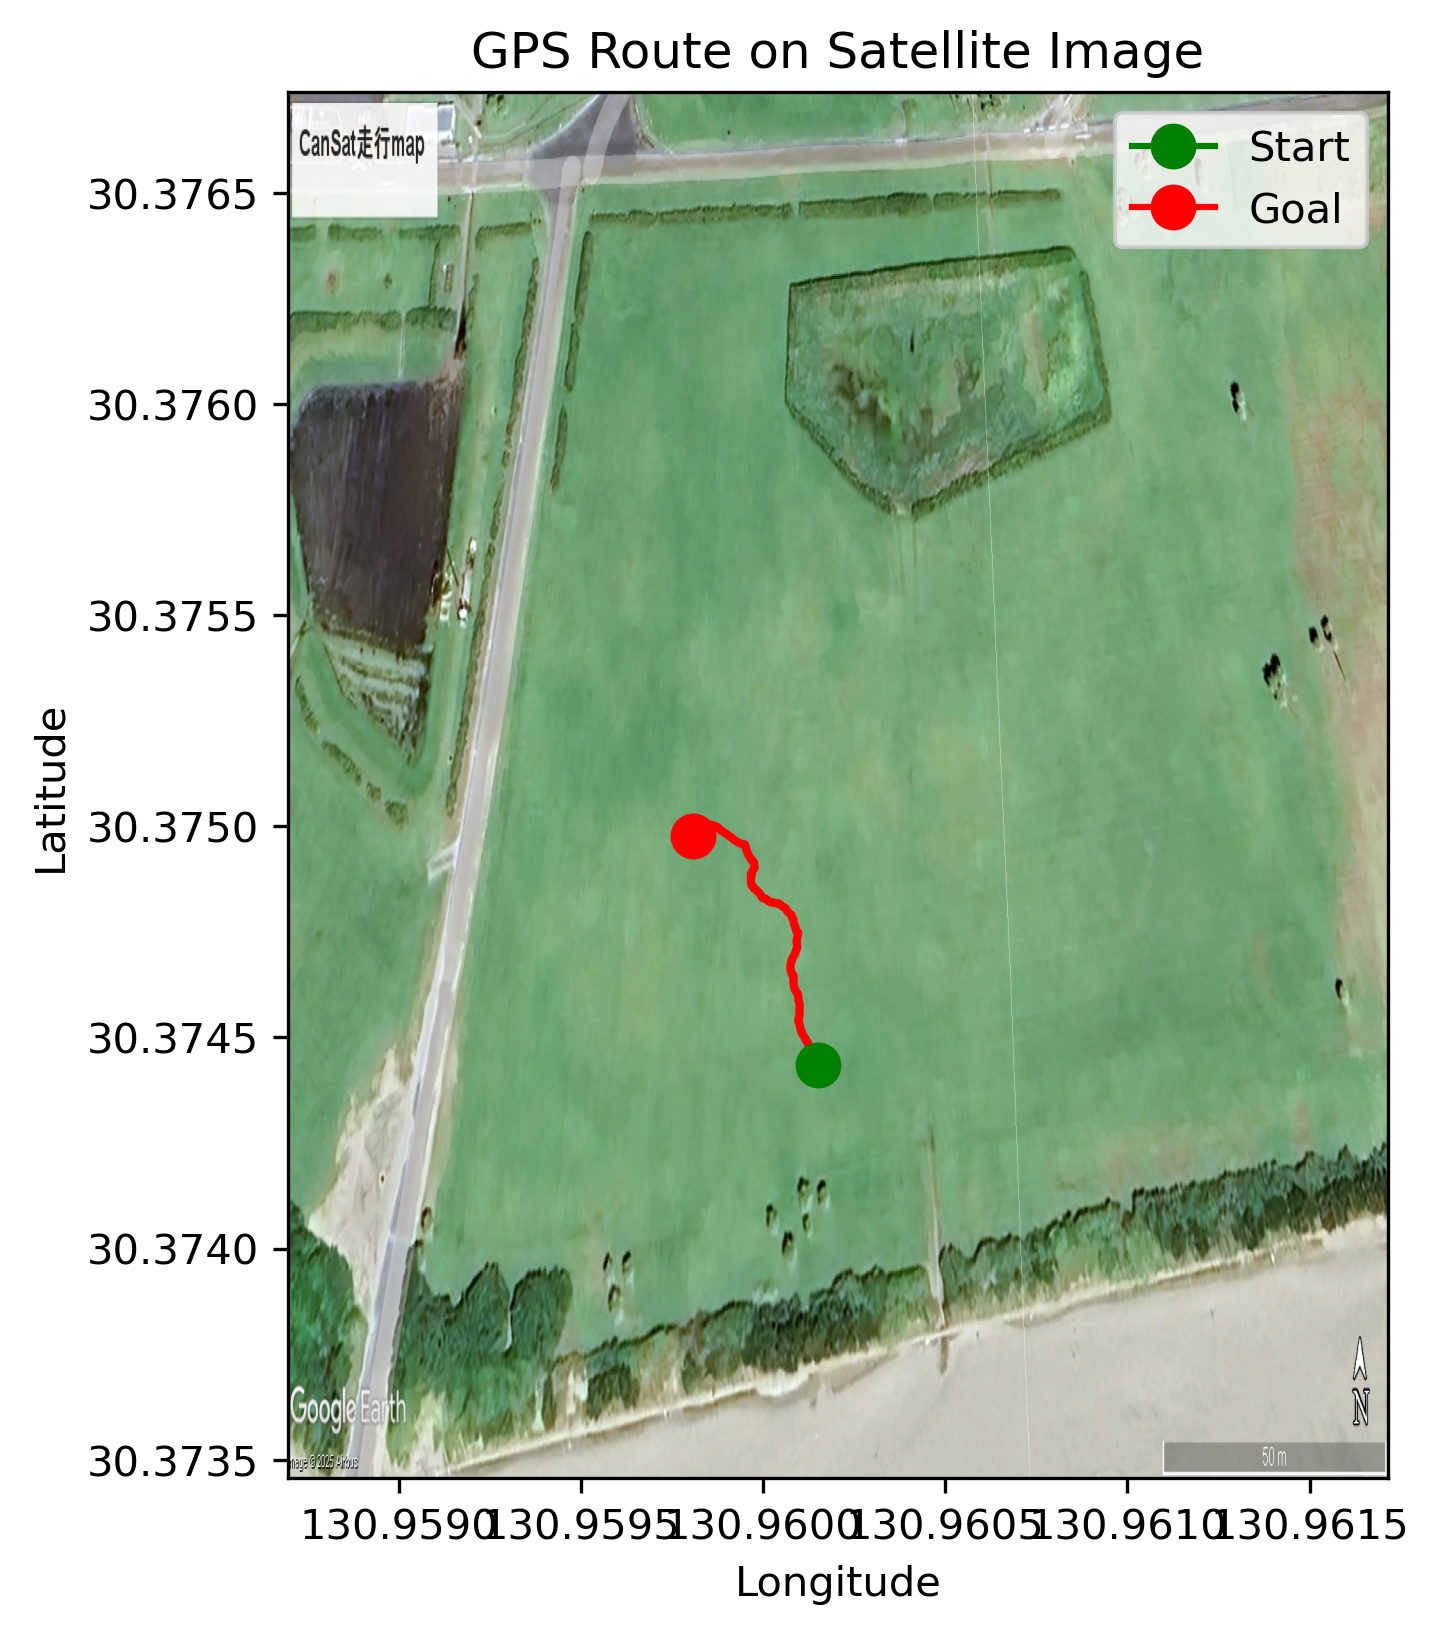 GPS Route on Satellite Image
CanSat走行map
Start
Goal
Latitude
30.3765
30.3760
30.3755
30.3750
30.3745
30.3740
30.3735
Google Earth
N
50 m
130.9590
130.9595
130.9600
130.9605
130.9610
130.9615
Longitude